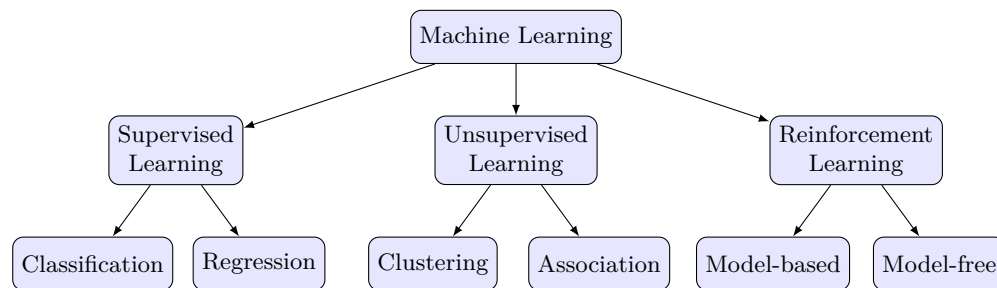 Machine Learning
Supervised
Learning
Unsupervised
Learning
Reinforcement
Learning
Classification
Regression
Clustering
Association
Model-based
Model-free